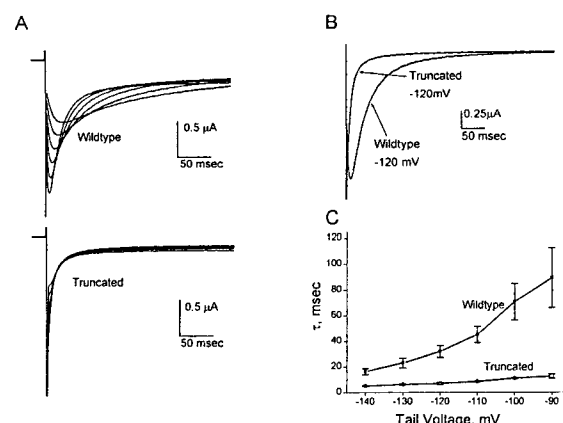 A
Wildtype
0.5 µA
50 msec
Truncated
0.5 µA
50 msec
B
Truncated
-120mV
0.25µA
50 msec
Wildtype
-120 mV
C
τ, msec
120
100
80
60
40
20
0
Wildtype
Truncated
-140
-130
-120
-110
-100
-90
Tail Voltage, mV